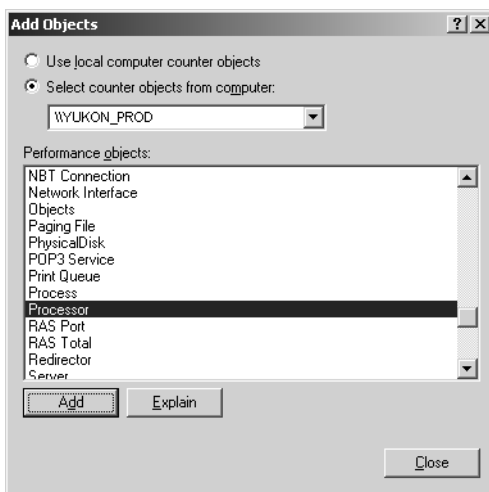 Add Objects
Use local computer counter objects
Select counter objects from computer:
\\YUKON_PROD
Performance objects:
NBT Connection
Network Interface
Objects
Paging File
PhysicalDisk
POP3 Service
Print Queue
Process
Processor
RAS Port
RAS Total
Redirector
Server
Add Explain
Close